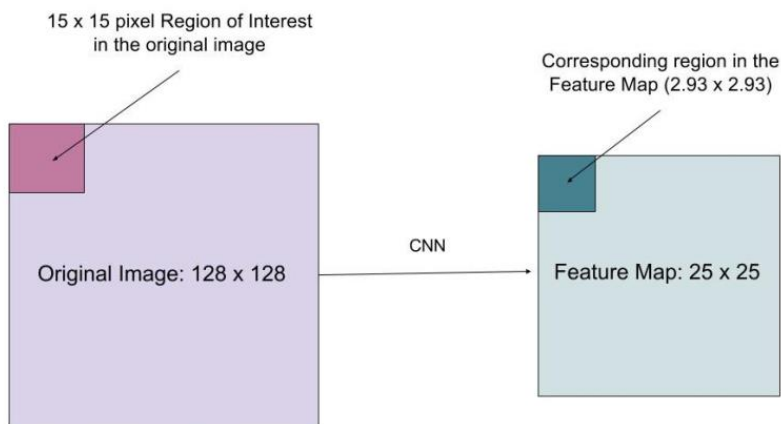 15 x 15 pixel Region of Interest
in the original image
Corresponding region in the
Feature Map (2.93 x 2.93)
CNN
Original Image: 128 x 128
Feature Map: 25 x 25